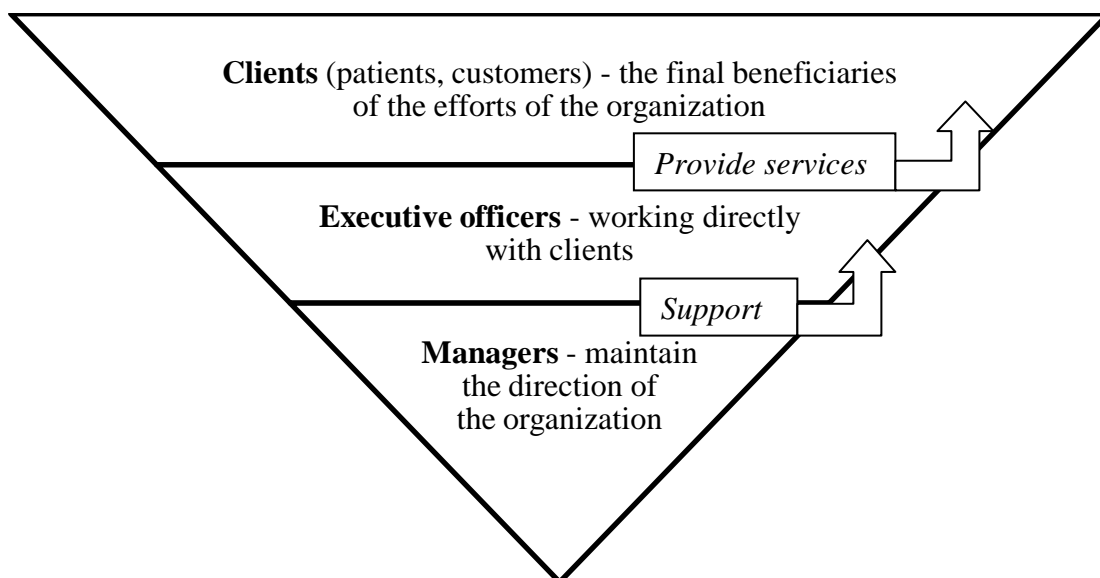 Clients (patients, customers) - the final beneficiaries
of the efforts of the organization
Provide services
Executive officers - working directly
with clients
Support
Managers - maintain
the direction of
the organization